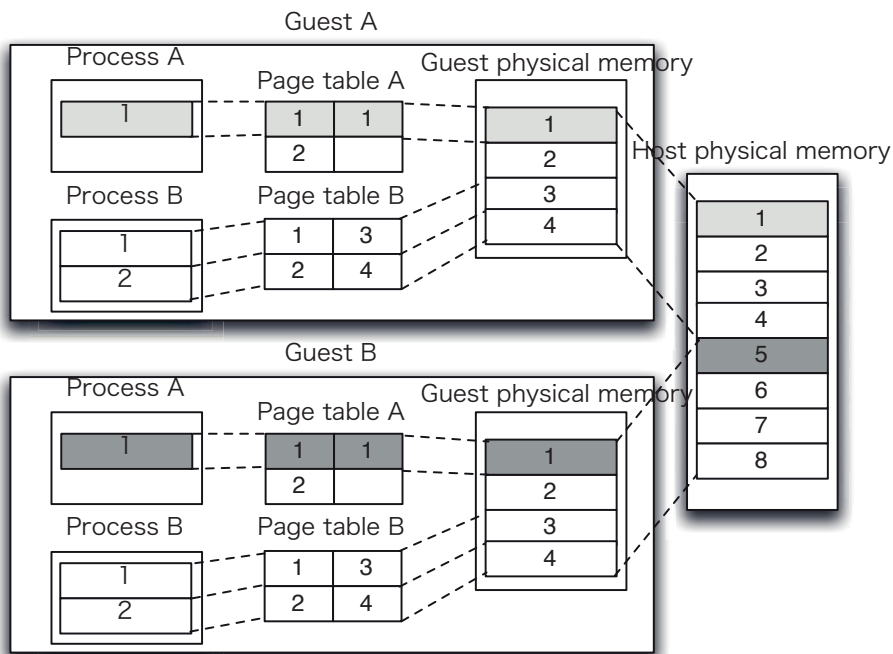 Guest A
Process A
Page table A
Guest physical memory
1
1 1
2
1
2
3
4
Process B
Page table B
1
2
1 3
2 4
Host physical memory
1
2
3
4
5
6
7
8
Guest B
Process A
Page table A
Guest physical memory
1
1 1
2
1
2
3
4
Process B
Page table B
1
2
1 3
2 4